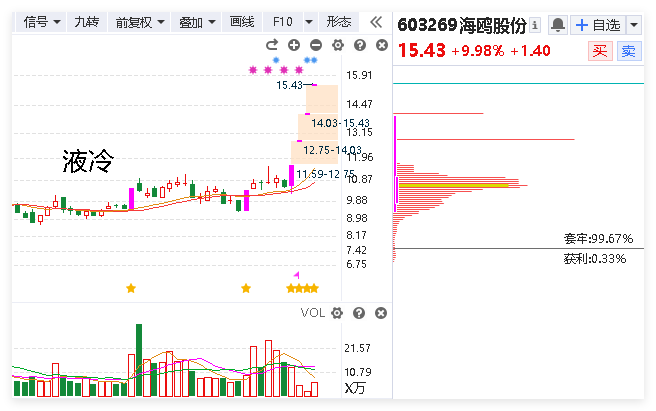 信号 九转 前复权 叠加 画线 F10 形态
603269 海鸥股份 i 自选
15.43 +9.98% +1.40 买 卖
15.43
15.91
14.47
14.03-15.43
13.15
12.75-14.03
11.96
11.59-12.75
10.87
9.88
8.98
8.17
7.42
6.75
液冷
套牢:99.67%
获利:0.33%
VOL
21.57
10.79
X万